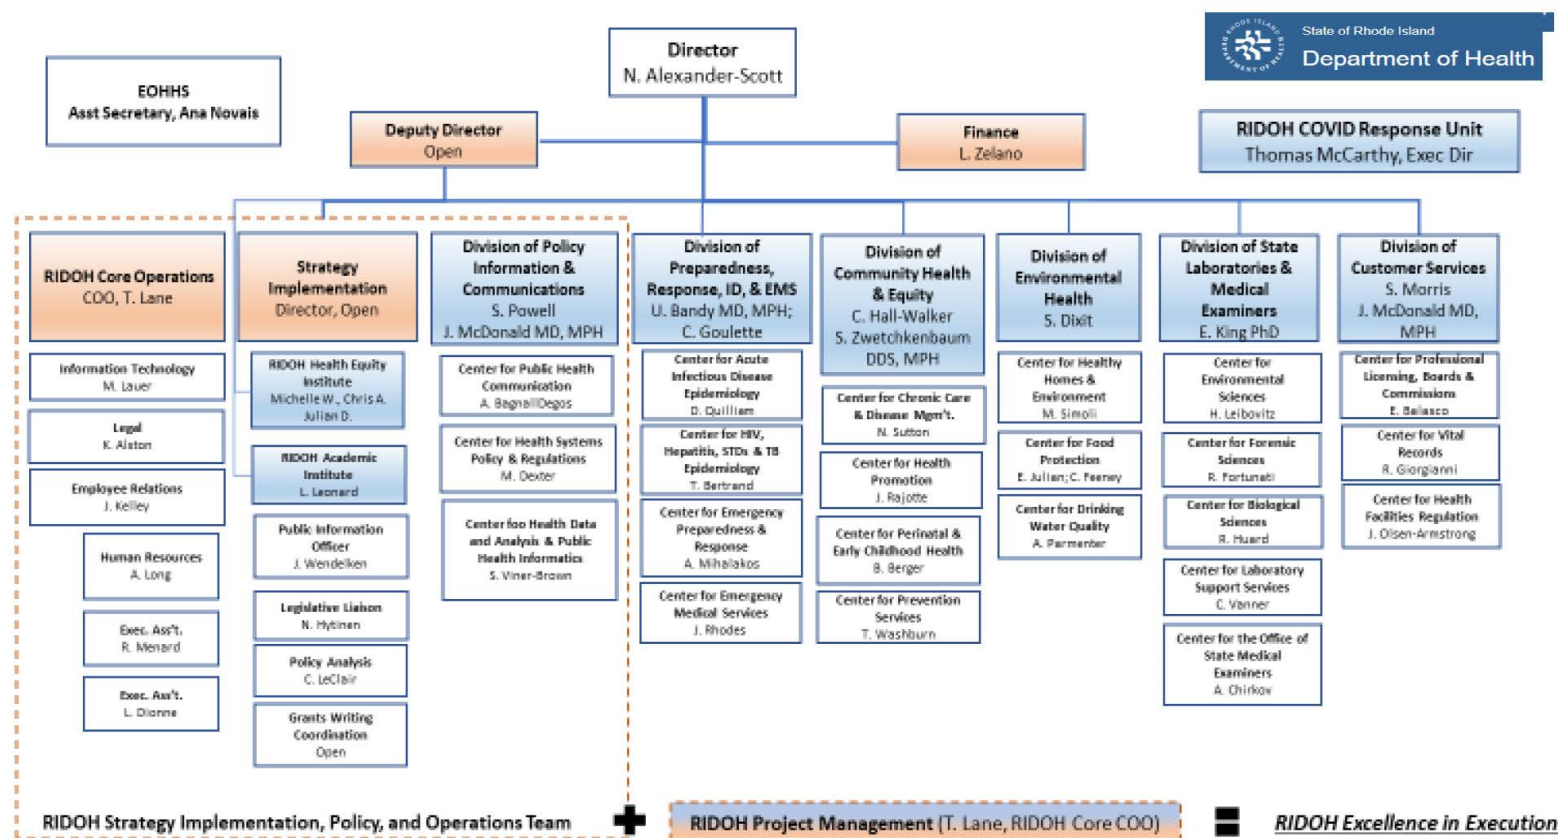 State of Rhode Island
Department of Health
RHODE ISLAND
DEPARTMENT OF HEALTH
Director
N. Alexander-Scott
EOHHS
Asst Secretary, Ana Novais
Deputy Director
Open
Finance
L. Zelano
RIDOH COVID Response Unit
Thomas McCarthy, Exec Dir
RIDOH Core Operations
COO, T. Lane
Information Technology
M. Lauer
Legal
K. Alston
Employee Relations
J. Kelley
Human Resources
A. Long
Exec. Ass't.
R. Menard
Exec. Ass't.
L. Dionne
Strategy
Implementation
Director, Open
RIDOH Health Equity
Institute
Michelle W., Chris A.
Julian D.
RIDOH Academic
Institute
L. Leonard
Public Information
Officer
J. Wendelken
Legislative Liaison
N. Hytinen
Policy Analysis
C. LeClair
Grants Writing
Coordination
Open
Division of Policy
Information &
Communications
S. Powell
J. McDonald MD, MPH
Center for Public Health
Communication
A. BagnallDegos
Center for Health Systems
Policy & Regulations
M. Dexter
Center foo Health Data
and Analysis & Public
Health Informatics
S. Viner-Brown
Division of
Preparedness,
Response, ID, & EMS
U. Bandy MD, MPH;
C. Goulette
Center for Acute
Infectious Disease
Epidemiology
D. Quilliam
Center for HIV,
Hepatitis, STDs & TB
Epidemiology
T. Bertrand
Center for Emergency
Preparedness &
Response
A. Mihalakos
Center for Emergency
Medical Services
J. Rhodes
Division of
Community Health
& Equity
C. Hall-Walker
S. Zwetchkenbaum
DDS, MPH
Center for Chronic Care
& Disease Mgm't.
N. Sutton
Center for Health
Promotion
J. Rajotte
Center for Perinatal &
Early Childhood Health
B. Berger
Center for Prevention
Services
T. Washburn
Division of
Environmental
Health
S. Dixit
Center for Healthy
Homes &
Environment
M. Simoli
Center for Food
Protection
E. Julian; C. Feeney
Center for Drinking
Water Quality
A. Parmenter
Division of State
Laboratories &
Medical
Examiners
E. King PhD
Center for
Environmental
Sciences
H. Leibovitz
Center for Forensic
Sciences
R. Fortunati
Center for Biological
Sciences
R. Huard
Center for Laboratory
Support Services
C. Vanner
Center for the Office of
State Medical
Examiners
A. Chirkov
Division of
Customer Services
S. Morris
J. McDonald MD,
MPH
Center for Professional
Licensing, Boards &
Commissions
E. Balasco
Center for Vital
Records
R. Giorgianni
Center for Health
Facilities Regulation
J. Olsen-Armstrong
RIDOH Strategy Implementation, Policy, and Operations Team
RIDOH Project Management (T. Lane, RIDOH Core COO)
RIDOH Excellence in Execution